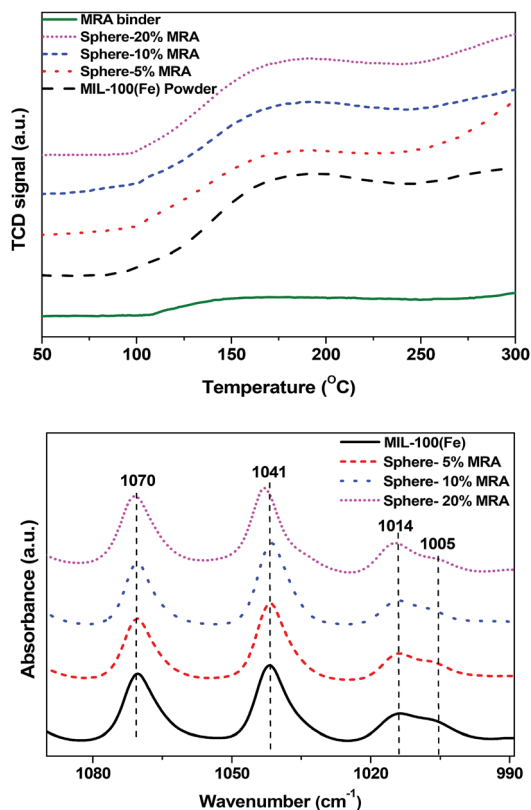 MRA binder
Sphere-20% MRA
Sphere-10% MRA
Sphere-5% MRA
MIL-100(Fe) Powder
TCD signal (a.u.)
50 100 150 200 250 300
Temperature (°C)
MIL-100(Fe)
Sphere- 5% MRA
Sphere- 10% MRA
Sphere- 20% MRA
1070 1041 1014 1005
Absorbance (a.u.)
1080 1050 1020 990
Wavenumber (cm⁻¹)